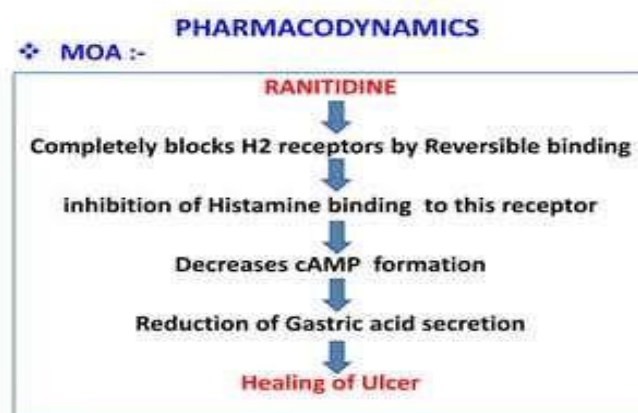 PHARMACODYNAMICS
❖ MOA :-
RANITIDINE
Completely blocks H2 receptors by Reversible binding
inhibition of Histamine binding to this receptor
Decreases cAMP formation
Reduction of Gastric acid secretion
Healing of Ulcer